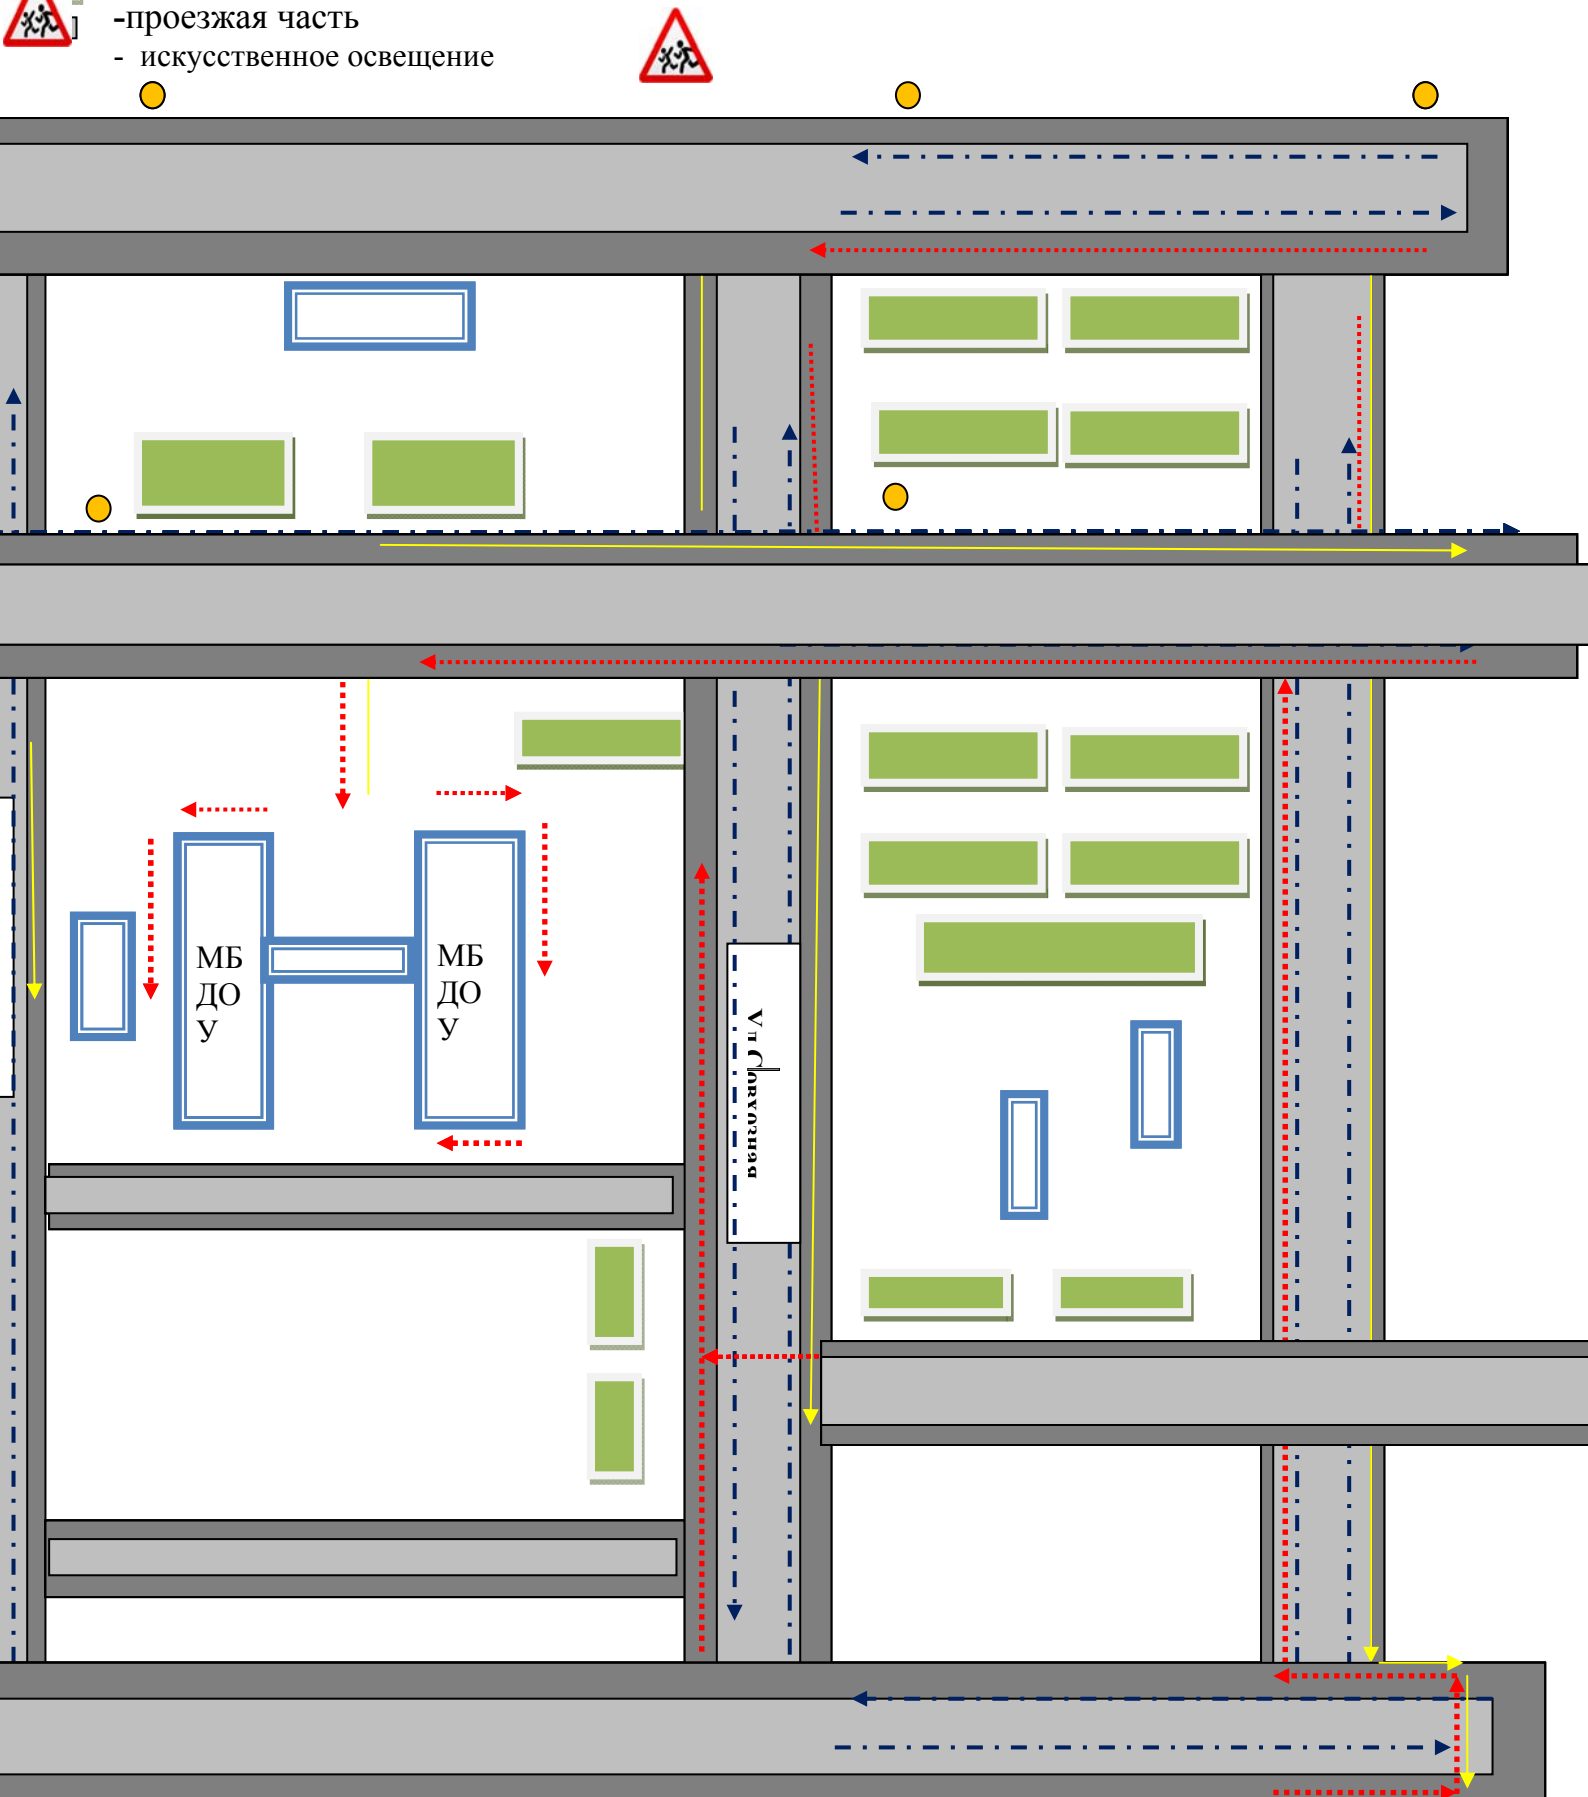 -проезжая часть
- искусственное освещение
МБ
ДО
У
МБ
ДО
У